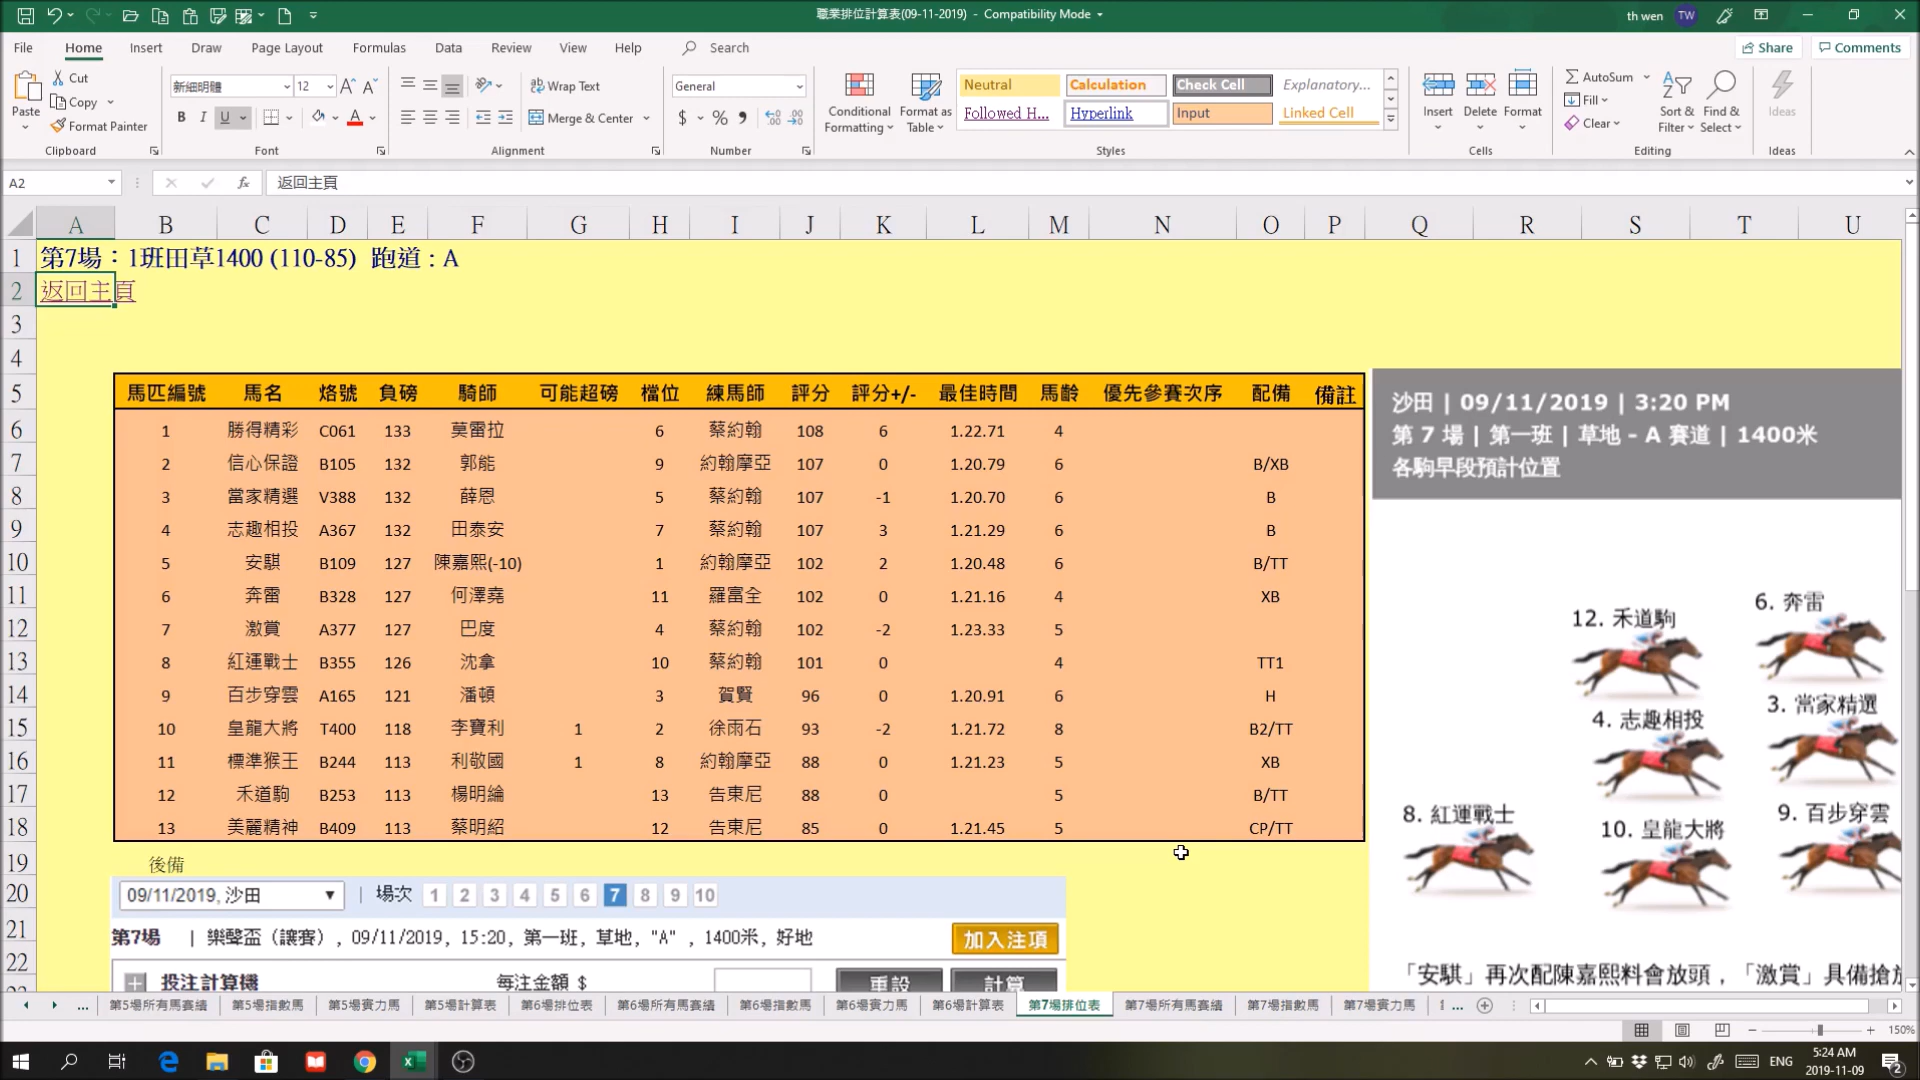 職業排位計算表(09-11-2019) - Compatibility Mode
th wen TW
File Home Insert Draw Page Layout Formulas Data Review View Help Search Share Comments
Paste Cut Copy Format Painter Clipboard
新細明體 12 B I U A Font
Wrap Text Merge & Center Alignment
General $ % Number
Conditional Formatting Format as Table
Neutral Calculation Check Cell Explanatory...
Followed H... Hyperlink Input Linked Cell
Styles
Insert Delete Format Cells
AutoSum Fill Clear Sort & Filter Find & Select Editing
Ideas Ideas
A2 fx 返回主頁
A B C D E F G H I J K L M N O P Q R S T U
1 第7場：1班田草1400 (110-85) 跑道 : A
2 返回主頁
3
4
5 馬匹編號 馬名 烙號 負磅 騎師 可能超磅 檔位 練馬師 評分 評分+/- 最佳時間 馬齡 優先參賽次序 配備 備註
6 1 勝得精彩 C061 133 莫雷拉 6 蔡約翰 108 6 1.22.71 4
7 2 信心保證 B105 132 郭能 9 約翰摩亞 107 0 1.20.79 6 B/XB
8 3 當家精選 V388 132 薛恩 5 蔡約翰 107 -1 1.20.70 6 B
9 4 志趣相投 A367 132 田泰安 7 蔡約翰 107 3 1.21.29 6 B
10 5 安騏 B109 127 陳嘉熙(-10) 1 約翰摩亞 102 2 1.20.48 6 B/TT
11 6 奔雷 B328 127 何澤堯 11 羅富全 102 0 1.21.16 4 XB
12 7 激賞 A377 127 巴度 4 蔡約翰 102 -2 1.23.33 5
13 8 紅運戰士 B355 126 沈拿 10 蔡約翰 101 0 4 TT1
14 9 百步穿雲 A165 121 潘頓 3 賀賢 96 0 1.20.91 6 H
15 10 皇龍大將 T400 118 李寶利 1 2 徐雨石 93 -2 1.21.72 8 B2/TT
16 11 標準猴王 B244 113 利敬國 1 8 約翰摩亞 88 0 1.21.23 5 XB
17 12 禾道駒 B253 113 楊明綸 13 告東尼 88 0 5 B/TT
18 13 美麗精神 B409 113 蔡明紹 12 告東尼 85 0 1.21.45 5 CP/TT
19 後備
20 09/11/2019, 沙田 | 場次 1 2 3 4 5 6 7 8 9 10
21 第7場 | 樂聲盃（讓賽）, 09/11/2019, 15:20, 第一班, 草地, "A" , 1400米, 好地 加入注項
22 投注計算機 每注金額 $ 重設 計算
沙田 | 09/11/2019 | 3:20 PM
第 7 場 | 第一班 | 草地 - A 賽道 | 1400米
各駒早段預計位置
12. 禾道駒
6. 奔雷
4. 志趣相投
3. 當家精選
8. 紅運戰士
10. 皇龍大將
9. 百步穿雲
「安騏」再次配陳嘉熙料會放頭，「激賞」具備搶放
... 第5場所有馬賽績 第5場指數馬 第5場實力馬 第5場計算表 第6場排位表 第6場所有馬賽績 第6場指數馬 第6場實力馬 第6場計算表 第7場排位表 第7場所有馬賽績 第7場指數馬 第7場實力馬 ...
150%
ENG 5:24 AM
2019-11-09 2